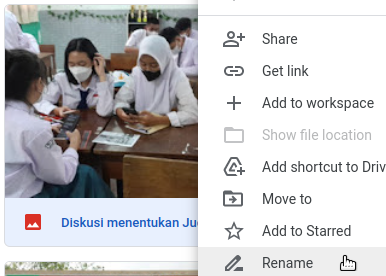 Share
Get link
Add to workspace
Show file location
Add shortcut to Driv
Move to
Diskusi menentukan Ju
Add to Starred
Rename